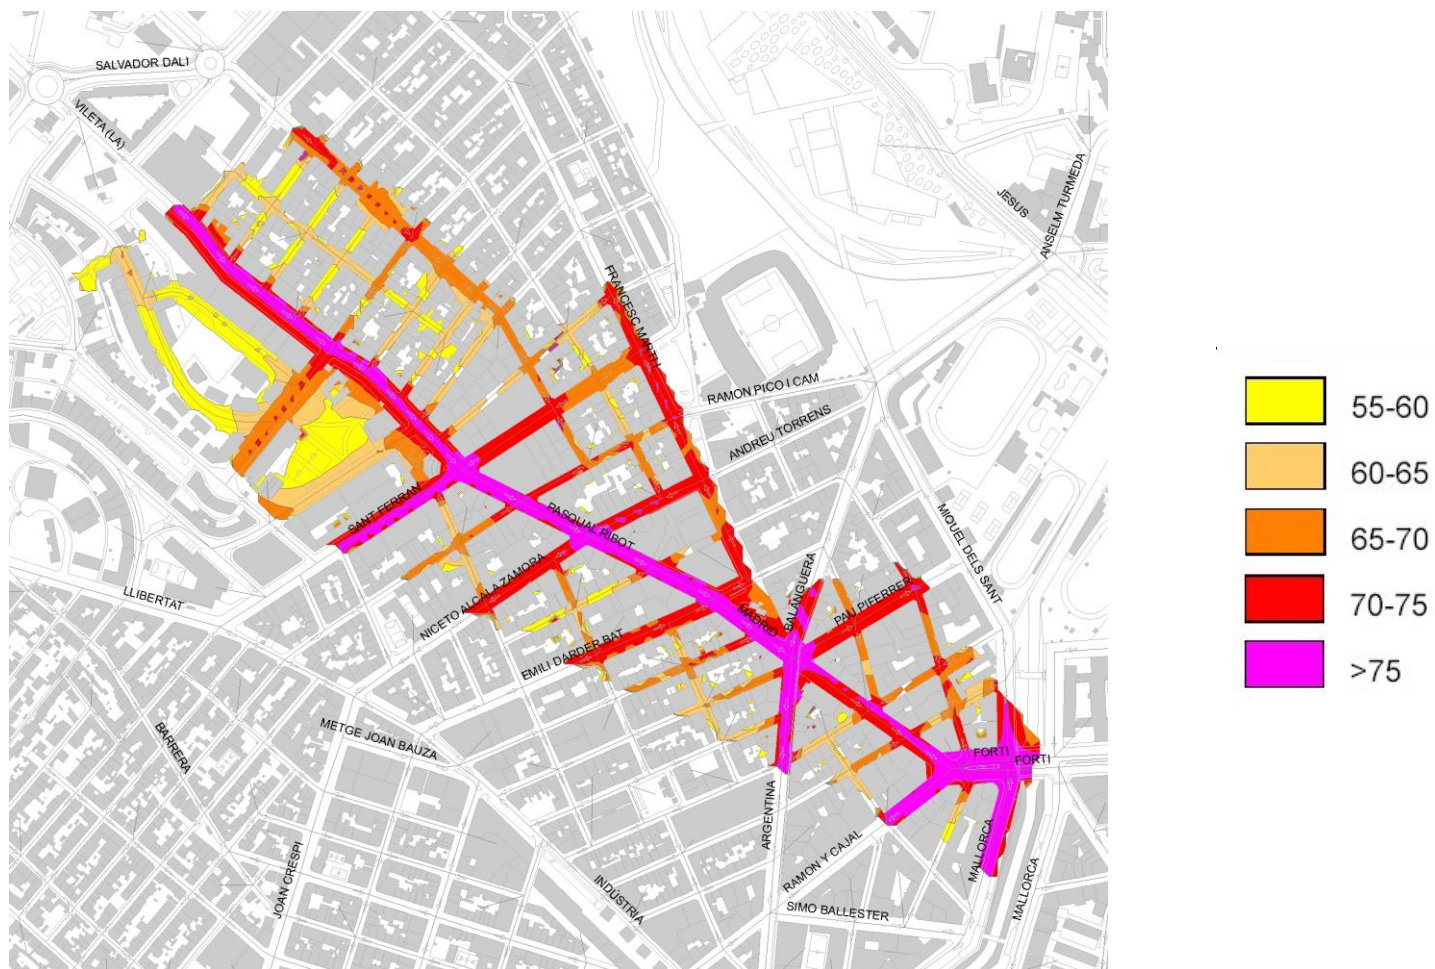 SALVADOR DALI
VILETA (LA)
JESUS
ANSELM TURMEDA
FRANCESC MARTI I
RAMON PICO I CAM
ANDREU TORRENS
MIQUEL DELS SANT
SANT FERRAN
PASQUAL RIBOT
NICETO ALCALA ZAMORA
EMILI DARDER BAT
MADRID
BALANGUERA
PAU PIFERRER
LLIBERTAT
BARRERA
METGE JOAN BAUZA
JOAN CRESPI
INDÚSTRIA
ARGENTINA
RAMON Y CAJAL
SIMO BALLESTER
FORTI
FORTI
MALLORCA
MALLORCA
55-60
60-65
65-70
70-75
>75